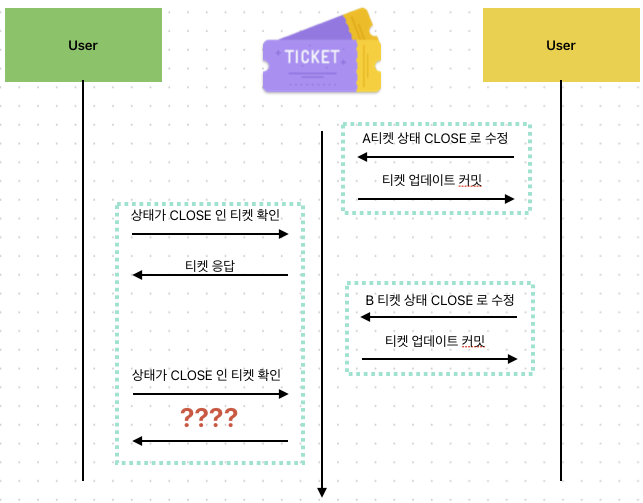 User
TICKET
User
A티켓 상태 CLOSE 로 수정
티켓 업데이트 커밋
상태가 CLOSE 인 티켓 확인
티켓 응답
B 티켓 상태 CLOSE 로 수정
티켓 업데이트 커밋
상태가 CLOSE 인 티켓 확인
????